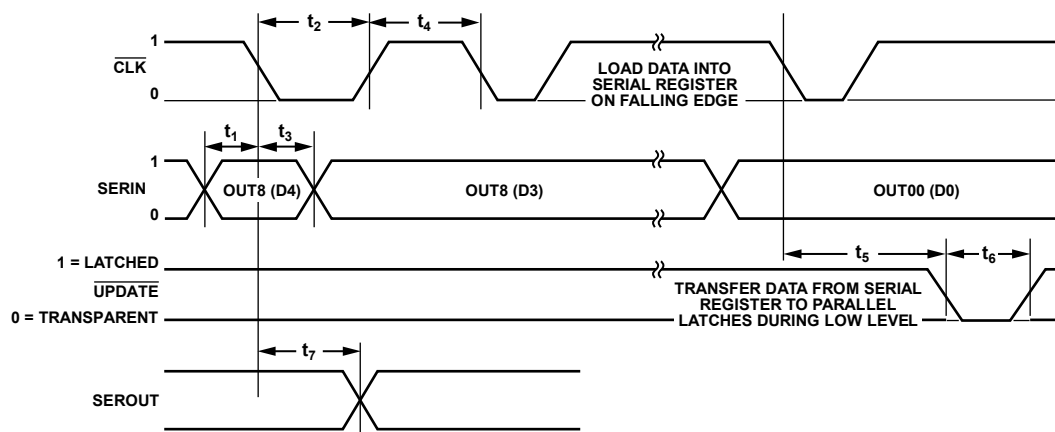 t2
t4
1
CLK
0
LOAD DATA INTO
SERIAL REGISTER
ON FALLING EDGE
t1
t3
1
SERIN
0
OUT8 (D4)
OUT8 (D3)
OUT00 (D0)
t5
t6
1 = LATCHED
UPDATE
0 = TRANSPARENT
TRANSFER DATA FROM SERIAL
REGISTER TO PARALLEL
LATCHES DURING LOW LEVEL
t7
SEROUT